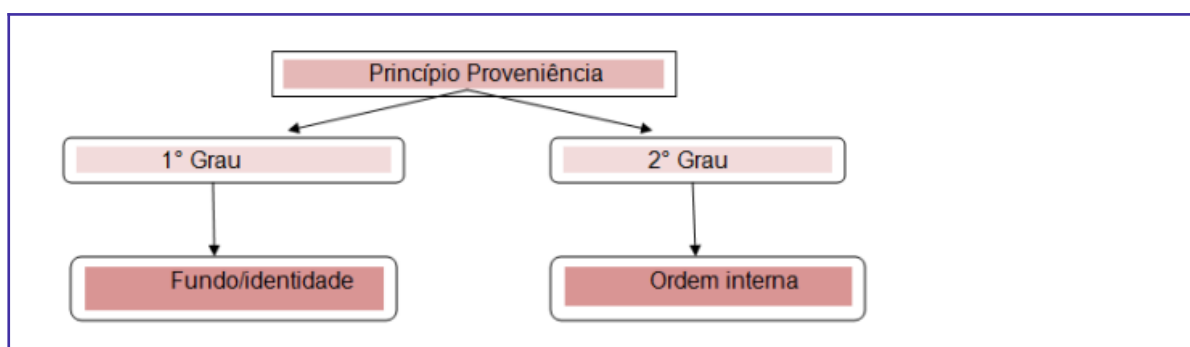 Princípio Proveniência
1° Grau
2° Grau
Fundo/identidade
Ordem interna